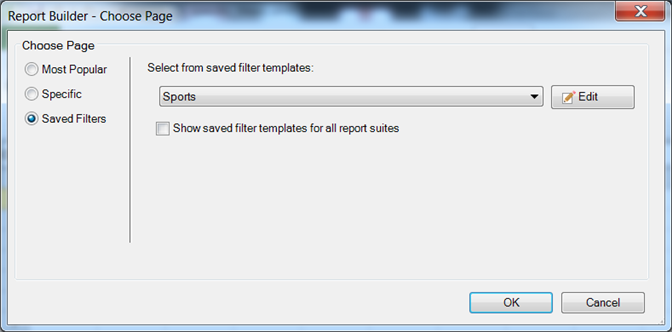 Report Builder - Choose Page
Choose Page
Most Popular
Specific
Saved Filters
Select from saved filter templates:
Sports
Edit
Show saved filter templates for all report suites
OK
Cancel